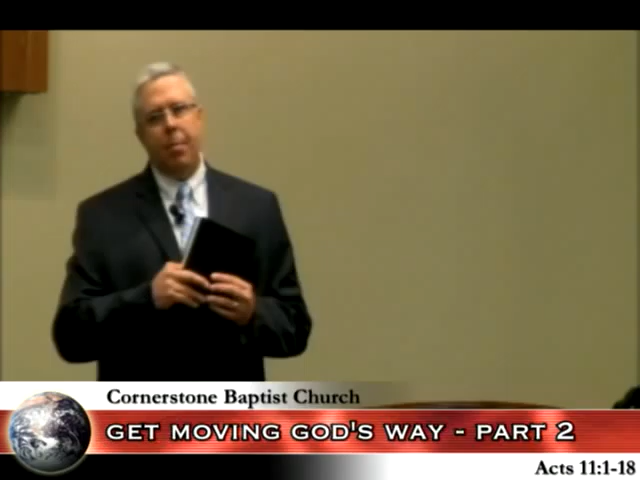 Cornerstone Baptist Church
GET MOVING GOD'S WAY - PART 2
Acts 11:1-18